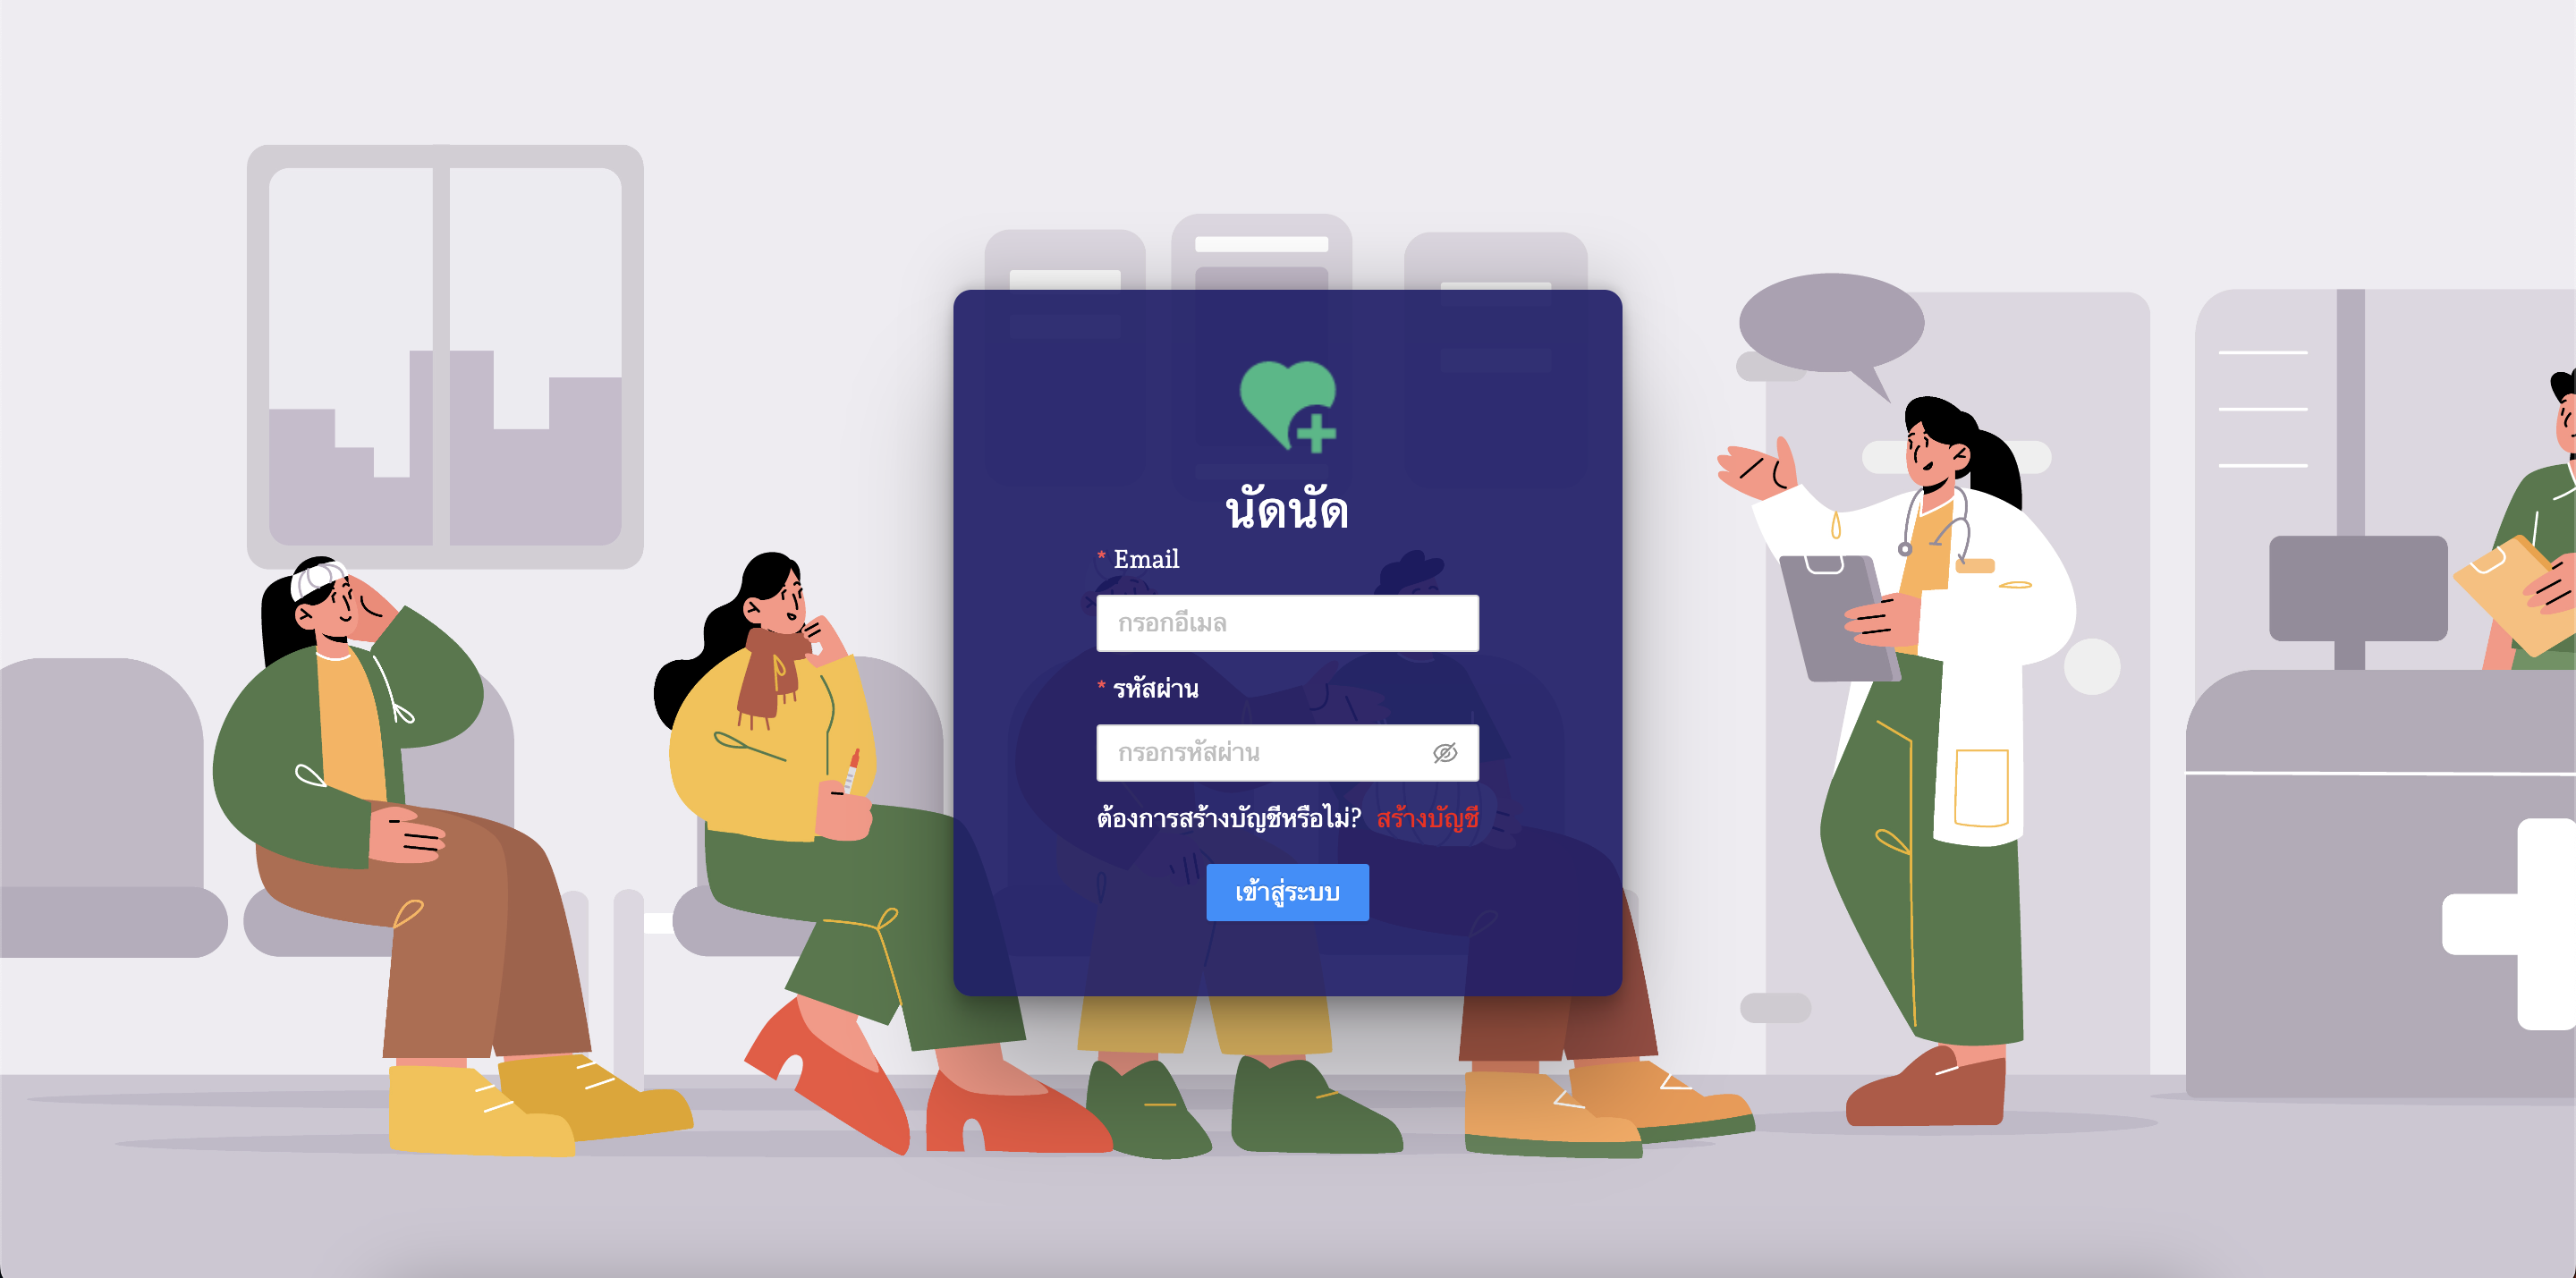 นัดนัด
* Email
กรอกอีเมล
* รหัสผ่าน
กรอกรหัสผ่าน
ต้องการสร้างบัญชีหรือไม่? สร้างบัญชี
เข้าสู่ระบบ